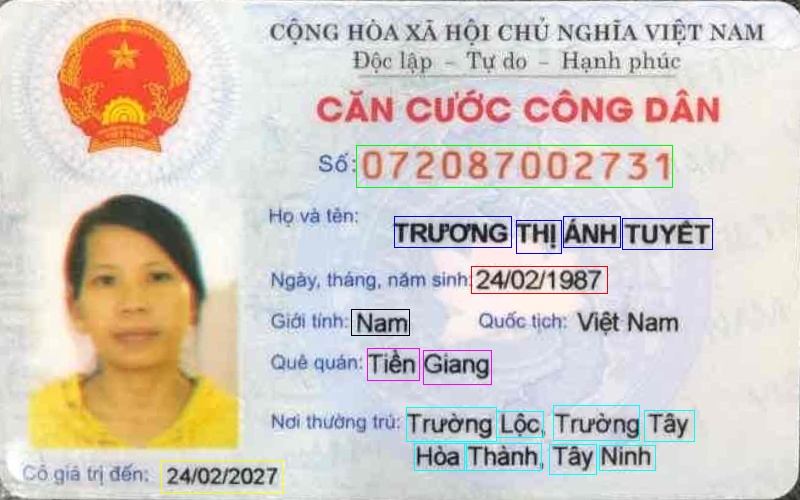 CỘNG HÒA XÃ HỘI CHỦ NGHĨA VIỆT NAM
Độc lập - Tự do - Hạnh phúc
CĂN CƯỚC CÔNG DÂN
Số: 072087002731
Họ và tên: TRƯƠNG THỊ ÁNH TUYẾT
Ngày, tháng, năm sinh: 24/02/1987
Giới tính: Nam Quốc tịch: Việt Nam
Quê quán: Tiền Giang
Nơi thường trú: Trường Lộc, Trường Tây
Hòa Thành, Tây Ninh
Có giá trị đến: 24/02/2027